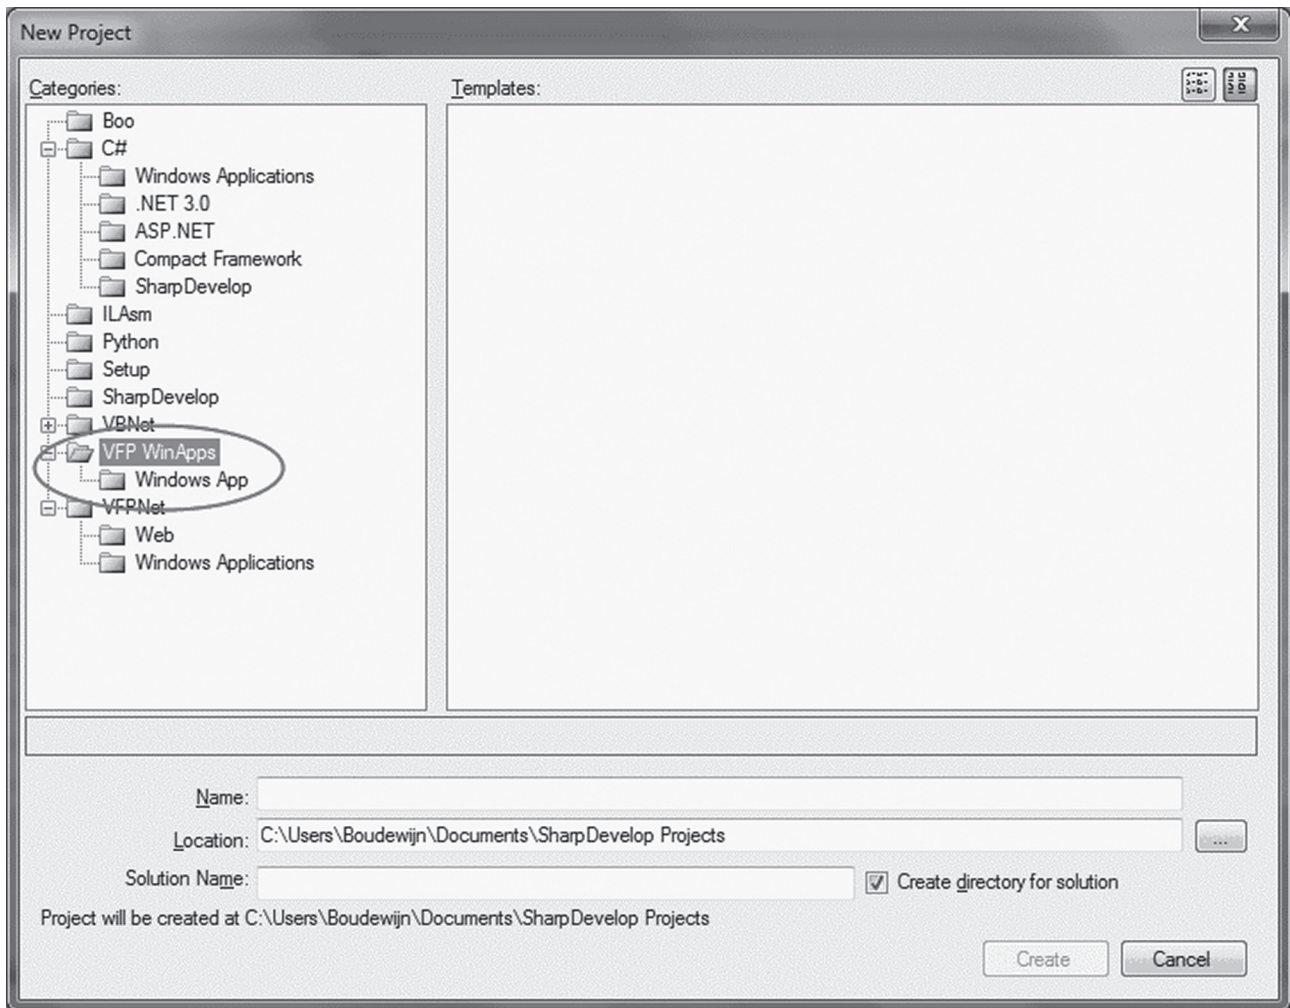 New Project
Categories:
Templates:
Boo
C#
Windows Applications
.NET 3.0
ASP.NET
Compact Framework
SharpDevelop
ILAsm
Python
Setup
SharpDevelop
VBNet
VFP WinApps
Windows App
VFPNet
Web
Windows Applications
Name:
Location: C:\Users\Boudewijn\Documents\SharpDevelop Projects
...
Solution Name:
Create directory for solution
Project will be created at C:\Users\Boudewijn\Documents\SharpDevelop Projects
Create
Cancel